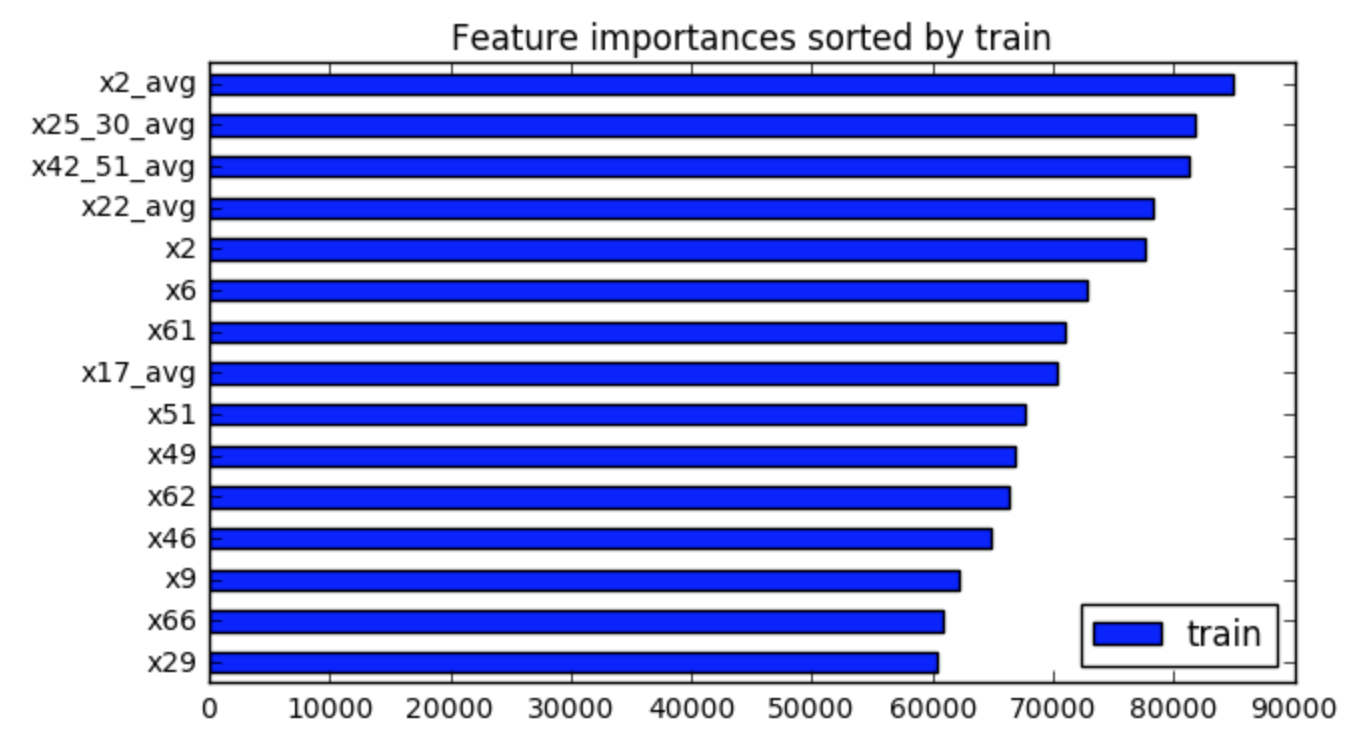 Feature importances sorted by train
x2_avg
x25_30_avg
x42_51_avg
x22_avg
x2
x6
x61
x17_avg
x51
x49
x62
x46
x9
x66
x29
train
0 10000 20000 30000 40000 50000 60000 70000 80000 90000